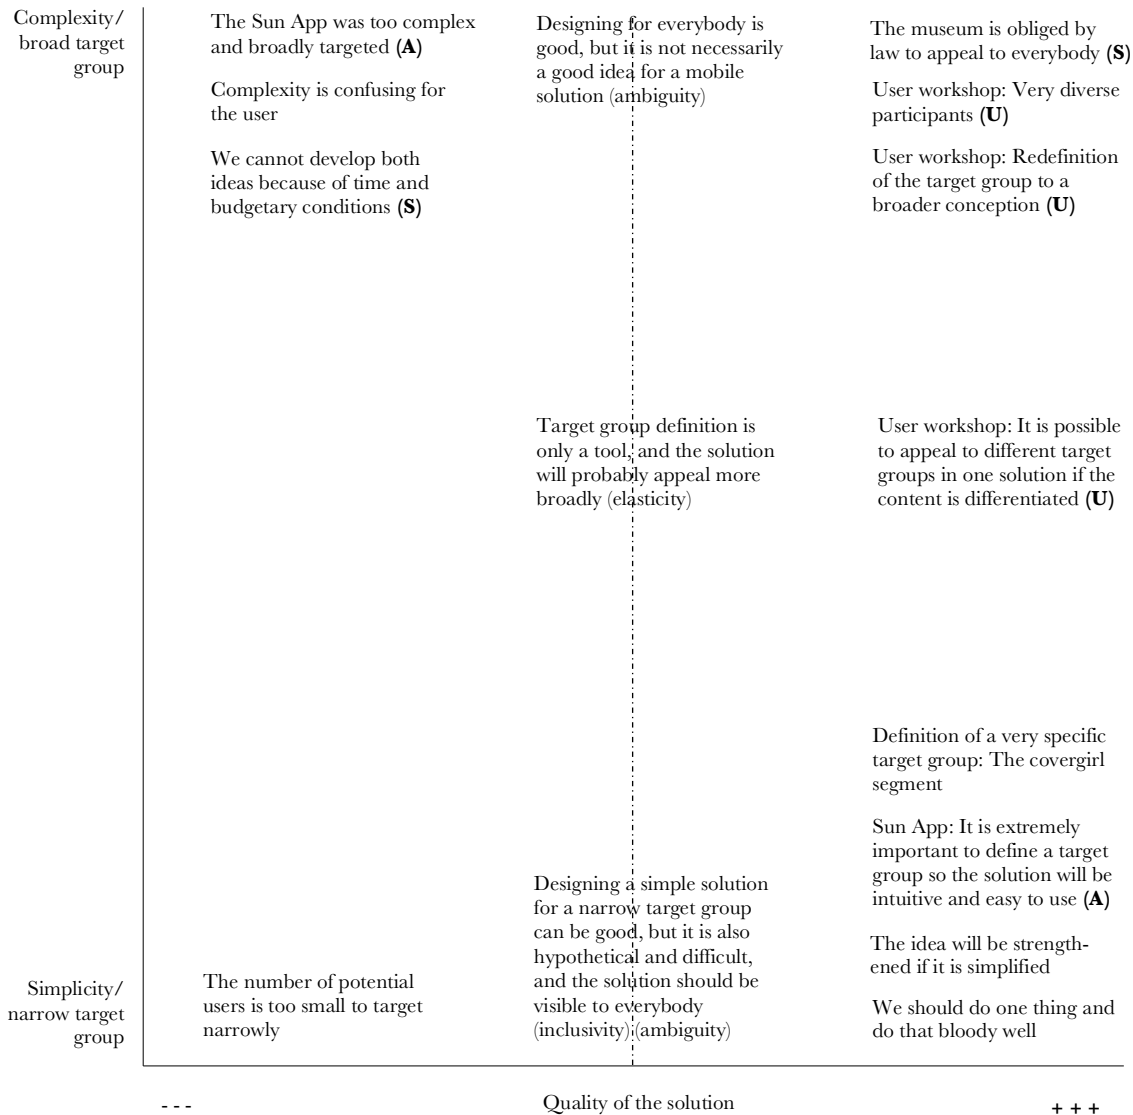 Complexity/
broad target
group
The Sun App was too complex
and broadly targeted (A)
Complexity is confusing for
the user
We cannot develop both
ideas because of time and
budgetary conditions (S)
Designing for everybody is
good, but it is not necessarily
a good idea for a mobile
solution (ambiguity)
The museum is obliged by
law to appeal to everybody (S)
User workshop: Very diverse
participants (U)
User workshop: Redefinition
of the target group to a
broader conception (U)
Target group definition is
only a tool, and the solution
will probably appeal more
broadly (elasticity)
User workshop: It is possible
to appeal to different target
groups in one solution if the
content is differentiated (U)
Definition of a very specific
target group: The covergirl
segment
Sun App: It is extremely
important to define a target
group so the solution will be
intuitive and easy to use (A)
The idea will be strength-
ened if it is simplified
We should do one thing and
do that bloody well
Designing a simple solution
for a narrow target group
can be good, but it is also
hypothetical and difficult,
and the solution should be
visible to everybody
(inclusivity) (ambiguity)
The number of potential
users is too small to target
narrowly
Simplicity/
narrow target
group
- - -
Quality of the solution
+ + +